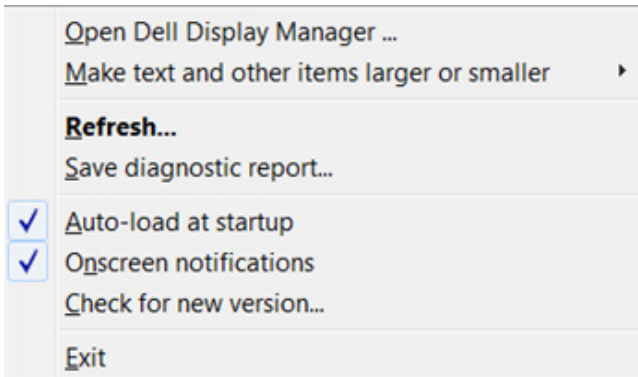 Open Dell Display Manager ...
Make text and other items larger or smaller
Refresh...
Save diagnostic report...
Auto-load at startup
Onscreen notifications
Check for new version...
Exit